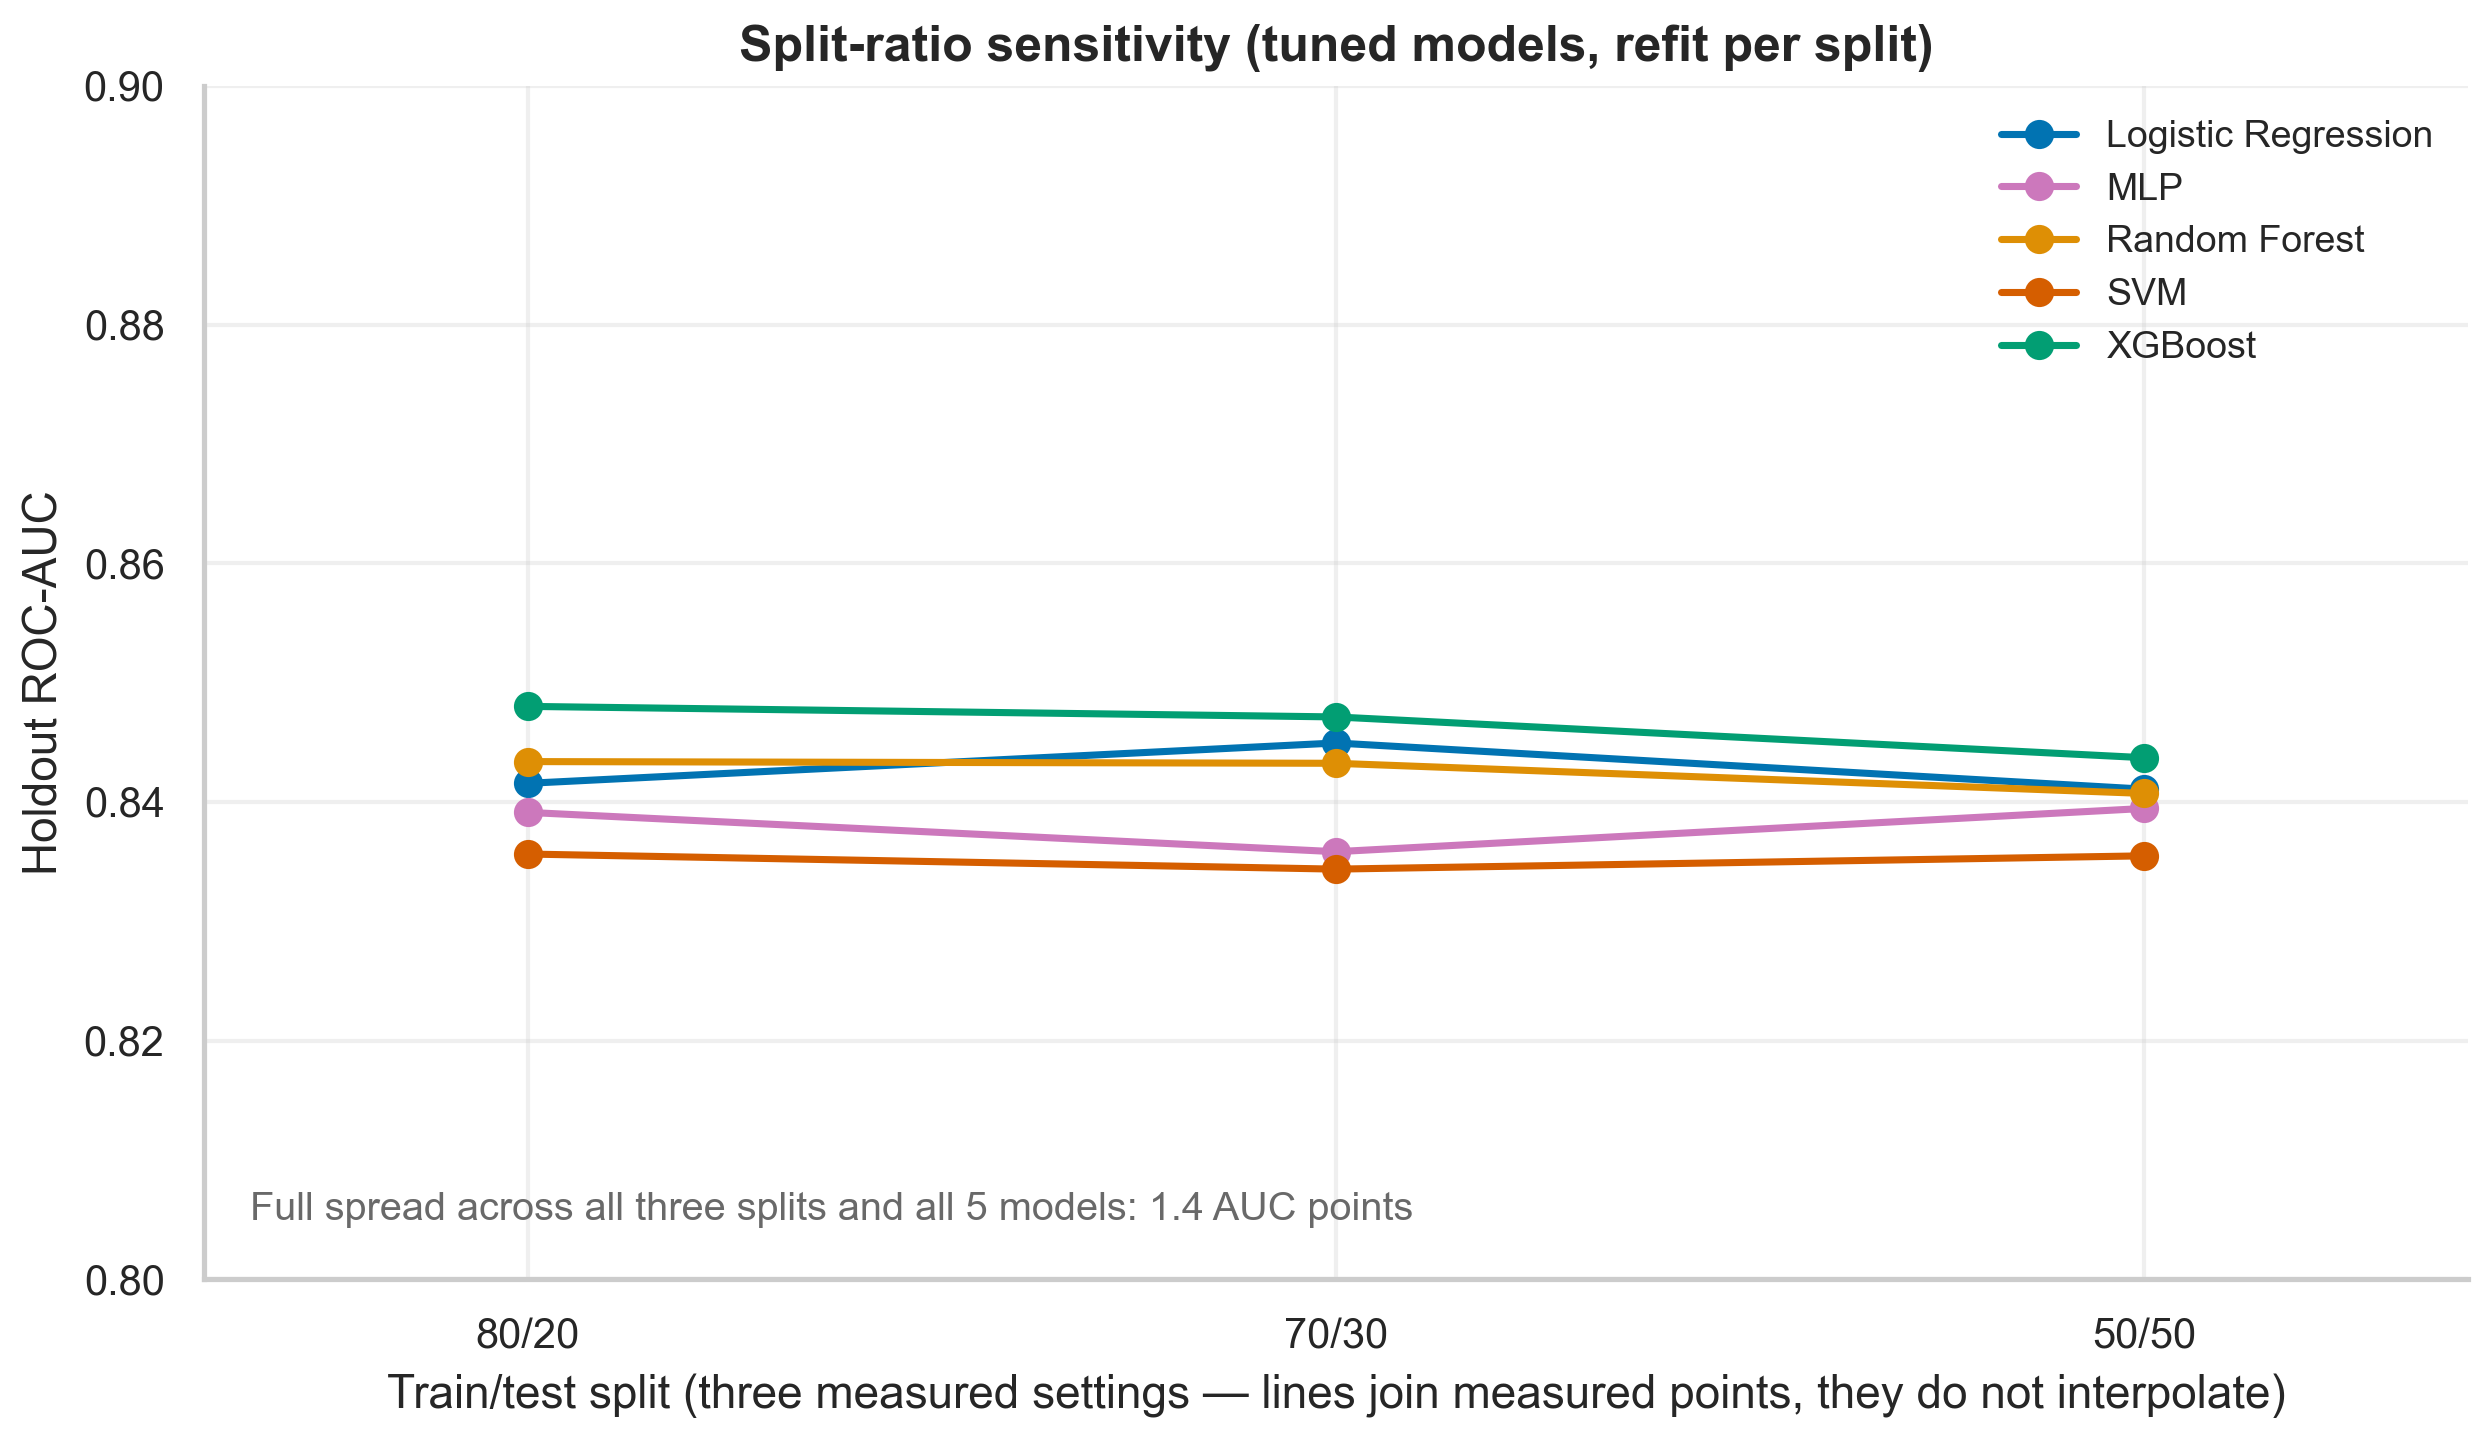 Split-ratio sensitivity (tuned models, refit per split)
0.90
0.88
0.86
0.84
0.82
0.80
Holdout ROC-AUC
Logistic Regression
MLP
Random Forest
SVM
XGBoost
Full spread across all three splits and all 5 models: 1.4 AUC points
80/20
70/30
50/50
Train/test split (three measured settings — lines join measured points, they do not interpolate)